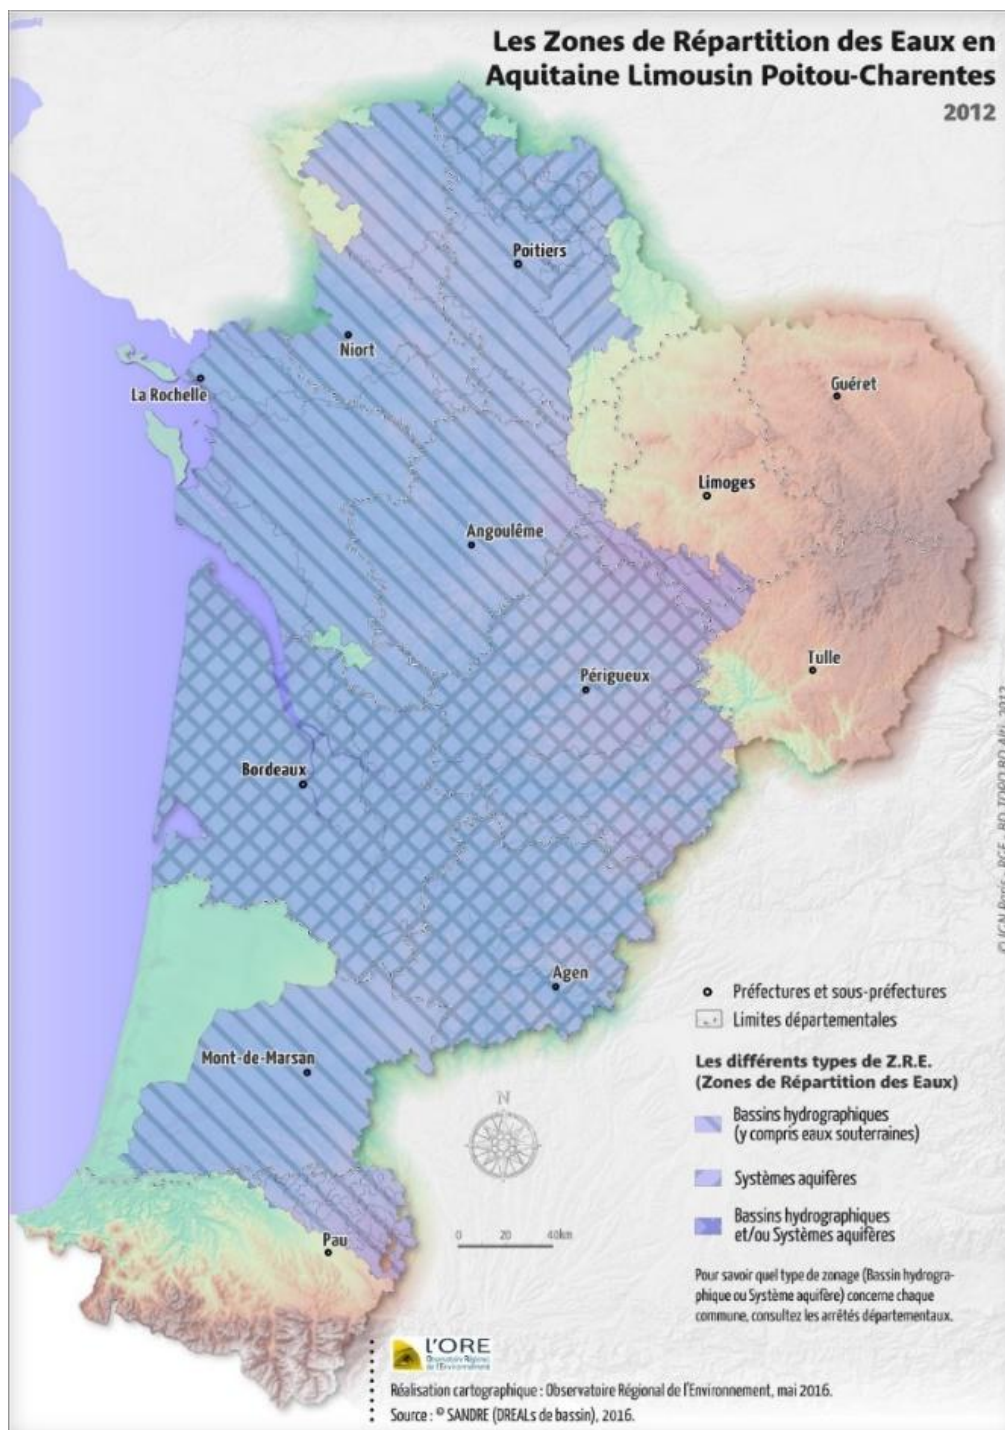 Les Zones de Répartition des Eaux en
Aquitaine Limousin Poitou-Charentes
2012
Poitiers
Niort
La Rochelle
Guéret
Limoges
Angoulême
Tulle
Périgueux
Bordeaux
Agen
Mont-de-Marsan
Pau
N
0 20 40km
Préfectures et sous-préfectures
Limites départementales
Les différents types de Z.R.E.
(Zones de Répartition des Eaux)
Bassins hydrographiques
(y compris eaux souterraines)
Systèmes aquifères
Bassins hydrographiques
et/ou Systèmes aquifères
Pour savoir quel type de zonage (Bassin hydrogra-
phique ou Système aquifère) concerne chaque
commune, consultez les arrêtés départementaux.
L'ORE
Observatoire Régional
de l'Environnement
Réalisation cartographique : Observatoire Régional de l'Environnement, mai 2016.
Source : © SANDRE (DREALs de bassin), 2016.